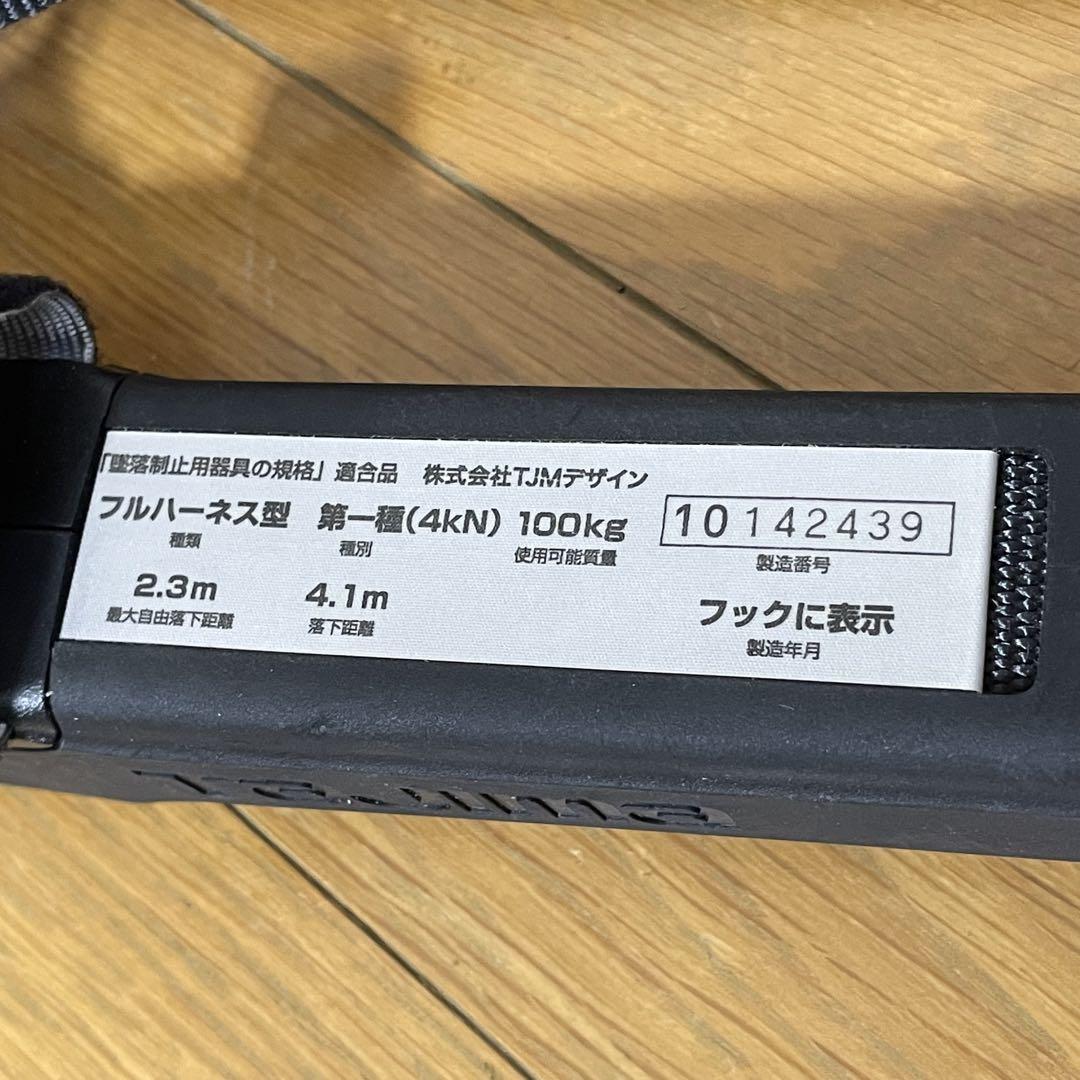 「墜落制止用器具の規格」適合品 株式会社TJMデザイン
フルハーネス型 第一種(4kN) 100kg 10142439
種類 種別 使用可能質量 製造番号
2.3m 4.1m フックに表示
最大自由落下距離 落下距離 製造年月
Tajima